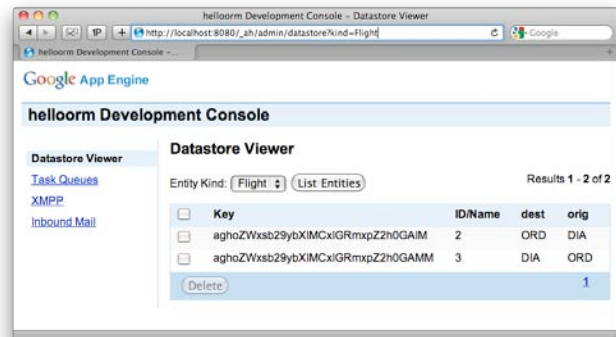 helloorm Development Console - Datastore Viewer
1P
http://localhost:8080/_ah/admin/datastore?kind=Flight
Google
helloorm Development Console -...
Google App Engine
helloorm Development Console
Datastore Viewer
Task Queues
XMPP
Inbound Mail
Datastore Viewer
Entity Kind: Flight List Entities
Results 1 - 2 of 2
Key ID/Name dest orig
aghoZWxsb29ybXIMCxIGRmxpZ2h0GAIM 2 ORD DIA
aghoZWxsb29ybXIMCxIGRmxpZ2h0GAMM 3 DIA ORD
Delete 1